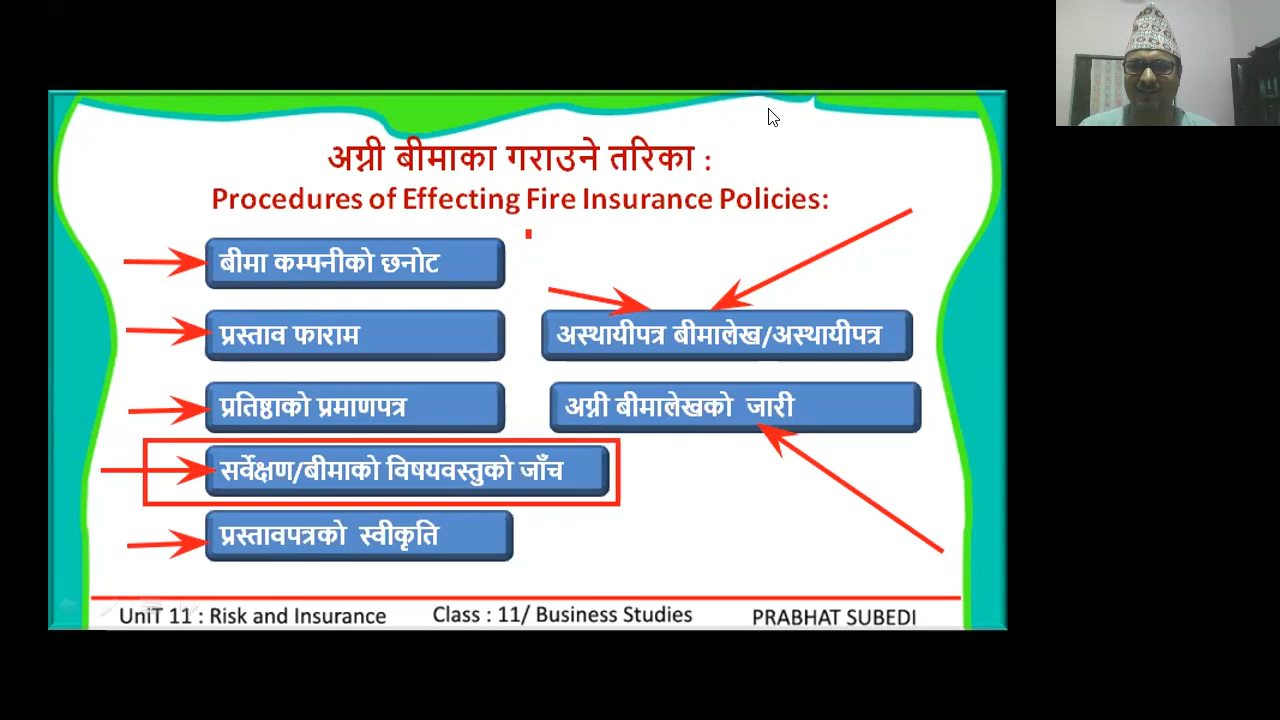 अग्नी बीमाका गराउने तरिका :
Procedures of Effecting Fire Insurance Policies:
बीमा कम्पनीको छनोट
प्रस्ताव फाराम
प्रतिष्ठाको प्रमाणपत्र
सर्वेक्षण/बीमाको विषयवस्तुको जाँच
प्रस्तावपत्रको स्वीकृति
अस्थायीपत्र बीमालेख/अस्थायीपत्र
अग्नी बीमालेखको जारी
UniT 11 : Risk and Insurance
Class : 11/ Business Studies
PRABHAT SUBEDI